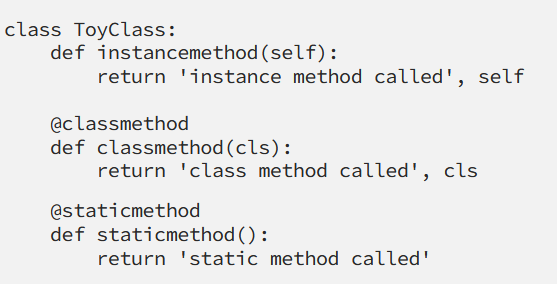 class ToyClass:
    def instancemethod(self):
        return 'instance method called', self
    @classmethod
    def classmethod(cls):
        return 'class method called', cls
    @staticmethod
    def staticmethod():
        return 'static method called'